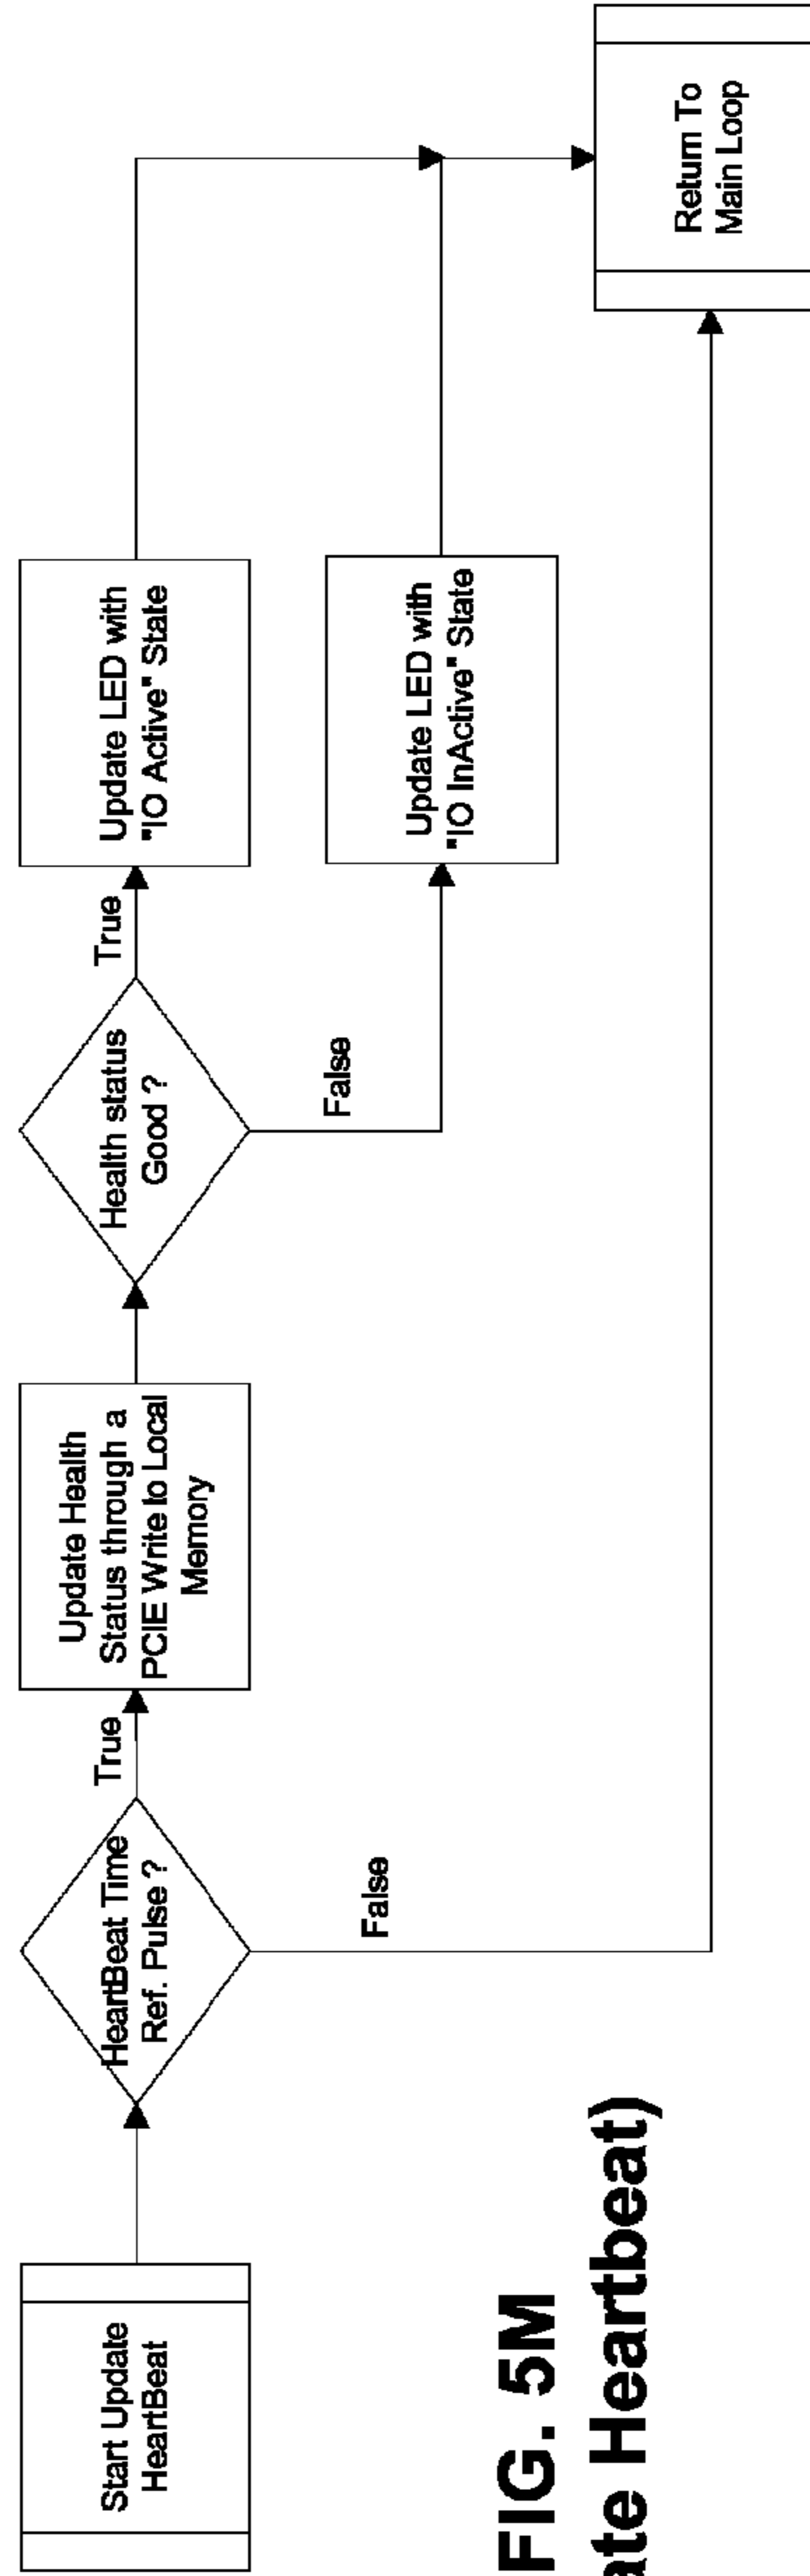 Start Update
HeartBeat
HeartBeat Time
Ref. Pulse ?
True
False
Update Health
Status through a
PCIE Write to Local
Memory
Health status
Good ?
True
False
Update LED with
"IO Active" State
Update LED with
"IO InActive" State
Return To
Main Loop
FIG. 5M
Heartbeat)